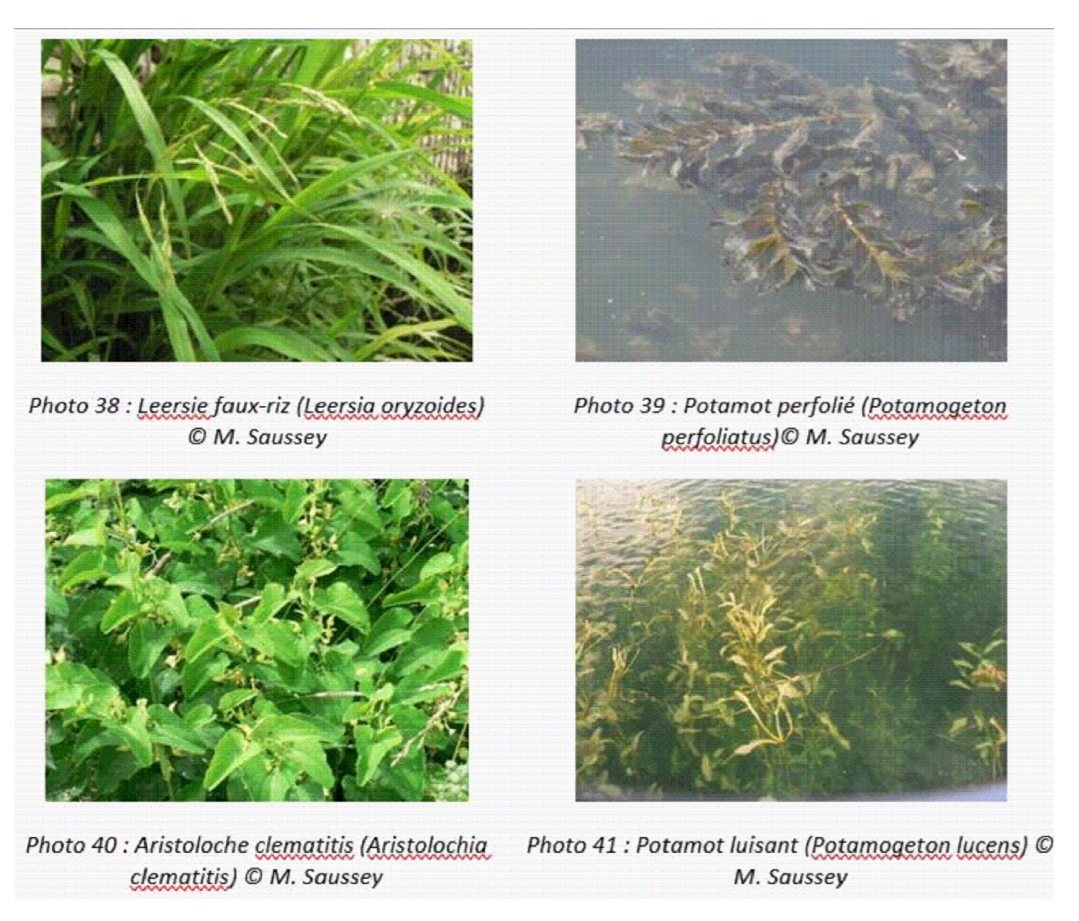 Photo 38 : Leersie faux-riz (Leersia oryzoides)
© M. Saussey
Photo 39 : Potamot perfolié (Potamogeton
perfoliatus)© M. Saussey
Photo 40 : Aristoloche clematitis (Aristolochia
clematitis) © M. Saussey
Photo 41 : Potamot luisant (Potamogeton lucens) ©
M. Saussey